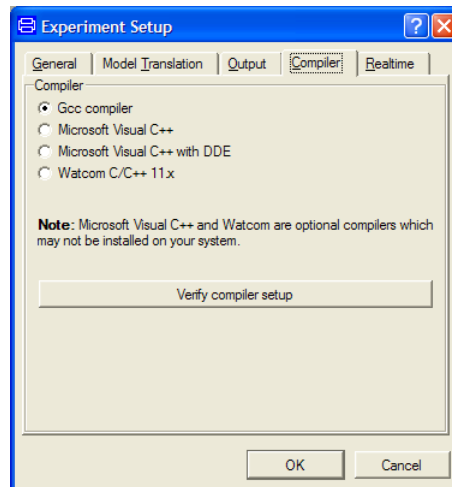 Experiment Setup
General Model Translation Output Compiler Realtime
Compiler
Gcc compiler
Microsoft Visual C++
Microsoft Visual C++ with DDE
Watcom C/C++ 11.x
Note: Microsoft Visual C++ and Watcom are optional compilers which
may not be installed on your system.
Verify compiler setup
OK Cancel